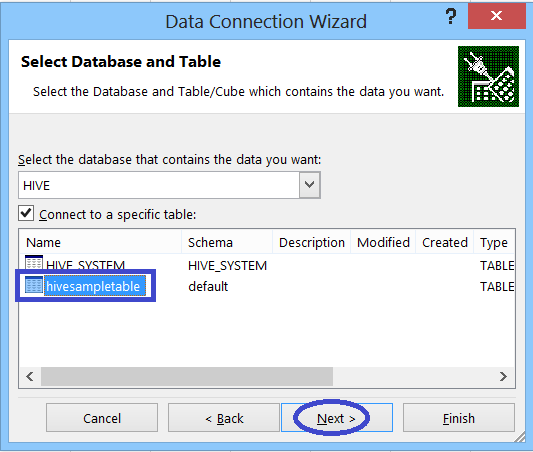 Data Connection Wizard ?
Select Database and Table
Select the Database and Table/Cube which contains the data you want.
Select the database that contains the data you want:
HIVE
Connect to a specific table:
Name Schema Description Modified Created Type
HIVE_SYSTEM HIVE_SYSTEM TABLE
hivesampletable default TABLE
Cancel < Back Next > Finish